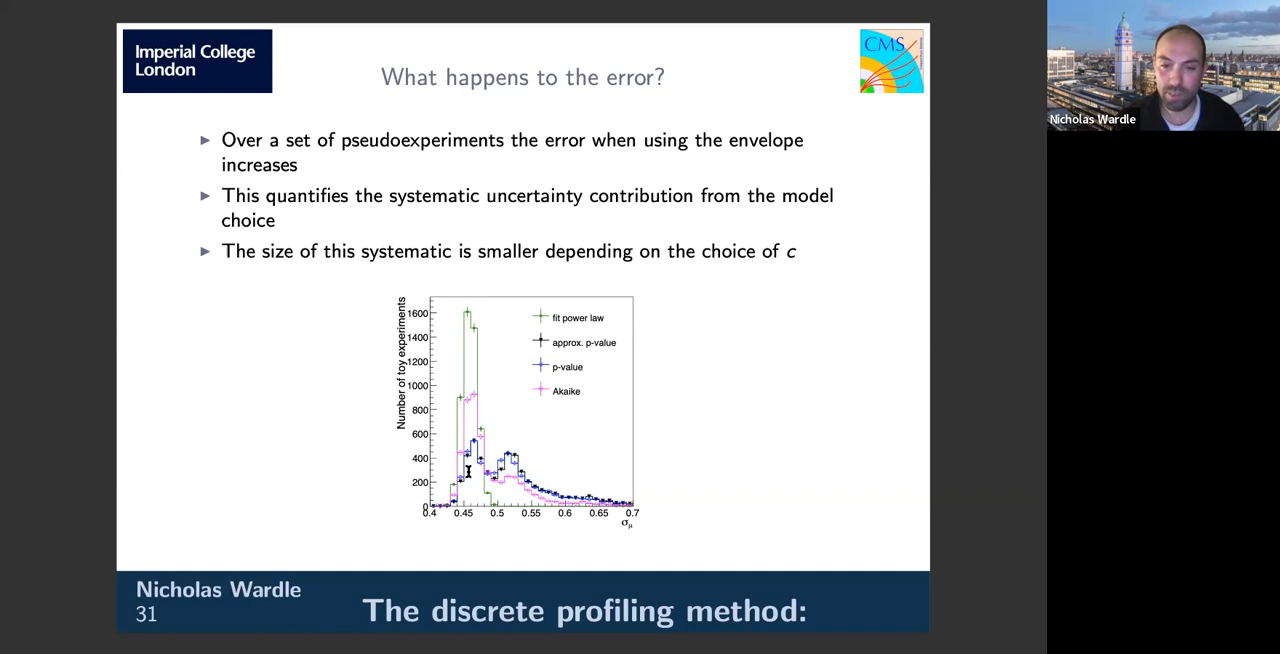 Imperial College
London
What happens to the error?
CMS
Nicholas Wardle
▶ Over a set of pseudoexperiments the error when using the envelope
increases
▶ This quantifies the systematic uncertainty contribution from the model
choice
▶ The size of this systematic is smaller depending on the choice of c
Number of toy experiments
1600
1400
1200
1000
800
600
400
200
0
fit power law
approx. p-value
p-value
Akaike
0.4 0.45 0.5 0.55 0.6 0.65 0.7
σμ
Nicholas Wardle
31
The discrete profiling method: